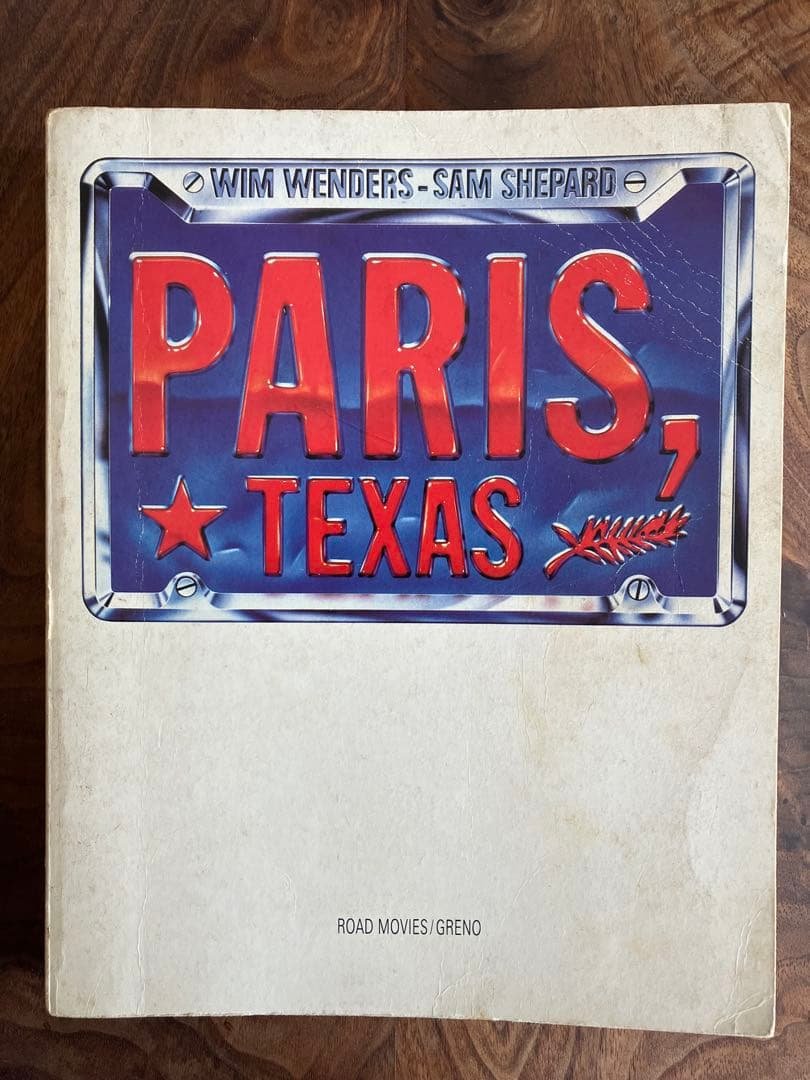 WIM WENDERS - SAM SHEPARD
PARIS,
TEXAS
ROAD MOVIES/GRENO